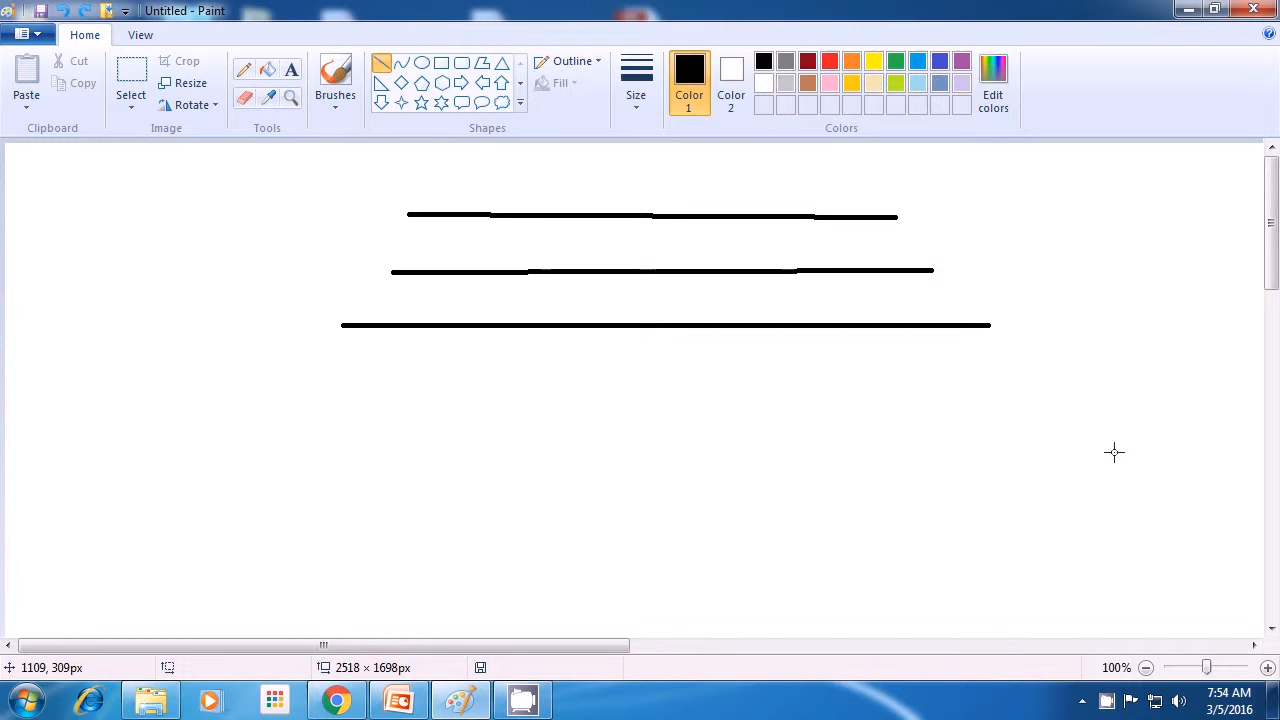 Untitled - Paint
Home View
Paste Cut Copy
Select Crop Resize Rotate
Brushes
Outline Fill
Size
Color 1 Color 2
Edit colors
Clipboard Image Tools Shapes Colors
1109, 309px 2518 × 1698px 100%
7:54 AM
3/5/2016